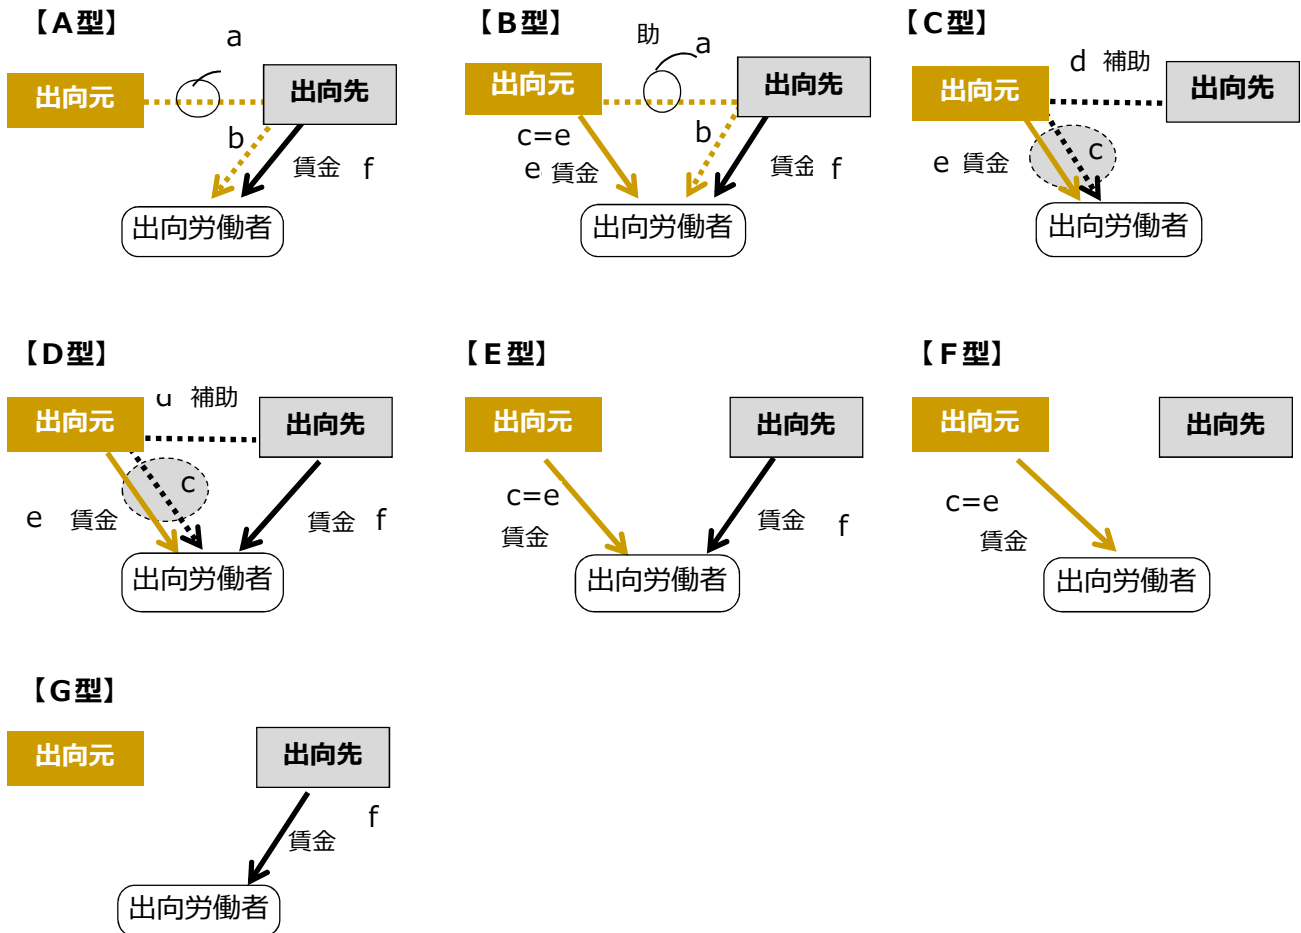 【A型】
a
出向元
出向先
b
賃金 f
出向労働者
【B型】
助 a
出向元
出向先
c=e
b
e 賃金
賃金 f
出向労働者
【C型】
d 補助
出向元
出向先
c
e 賃金
出向労働者
【D型】
補助
出向元
出向先
c
e 賃金
賃金 f
出向労働者
【E型】
出向元
出向先
c=e
賃金
賃金 f
出向労働者
【F型】
出向元
出向先
c=e
賃金
出向労働者
【G型】
出向元
出向先
f
賃金
出向労働者